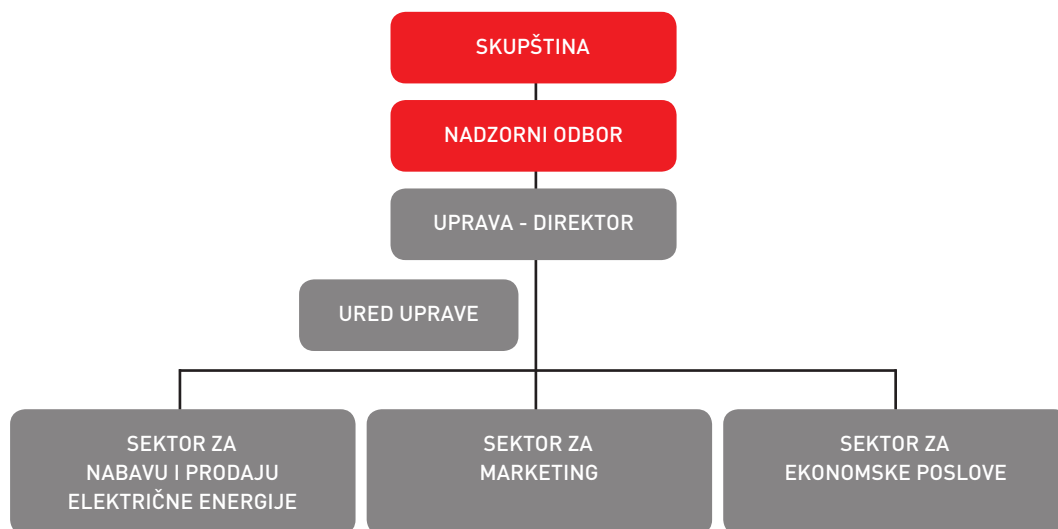 SKUPŠTINA
NADZORNI ODBOR
UPRAVA - DIREKTOR
URED UPRAVE
SEKTOR ZA
NABAVU I PRODAJU
ELEKTRIČNE ENERGIJE
SEKTOR ZA
MARKETING
SEKTOR ZA
EKONOMSKE POSLOVE